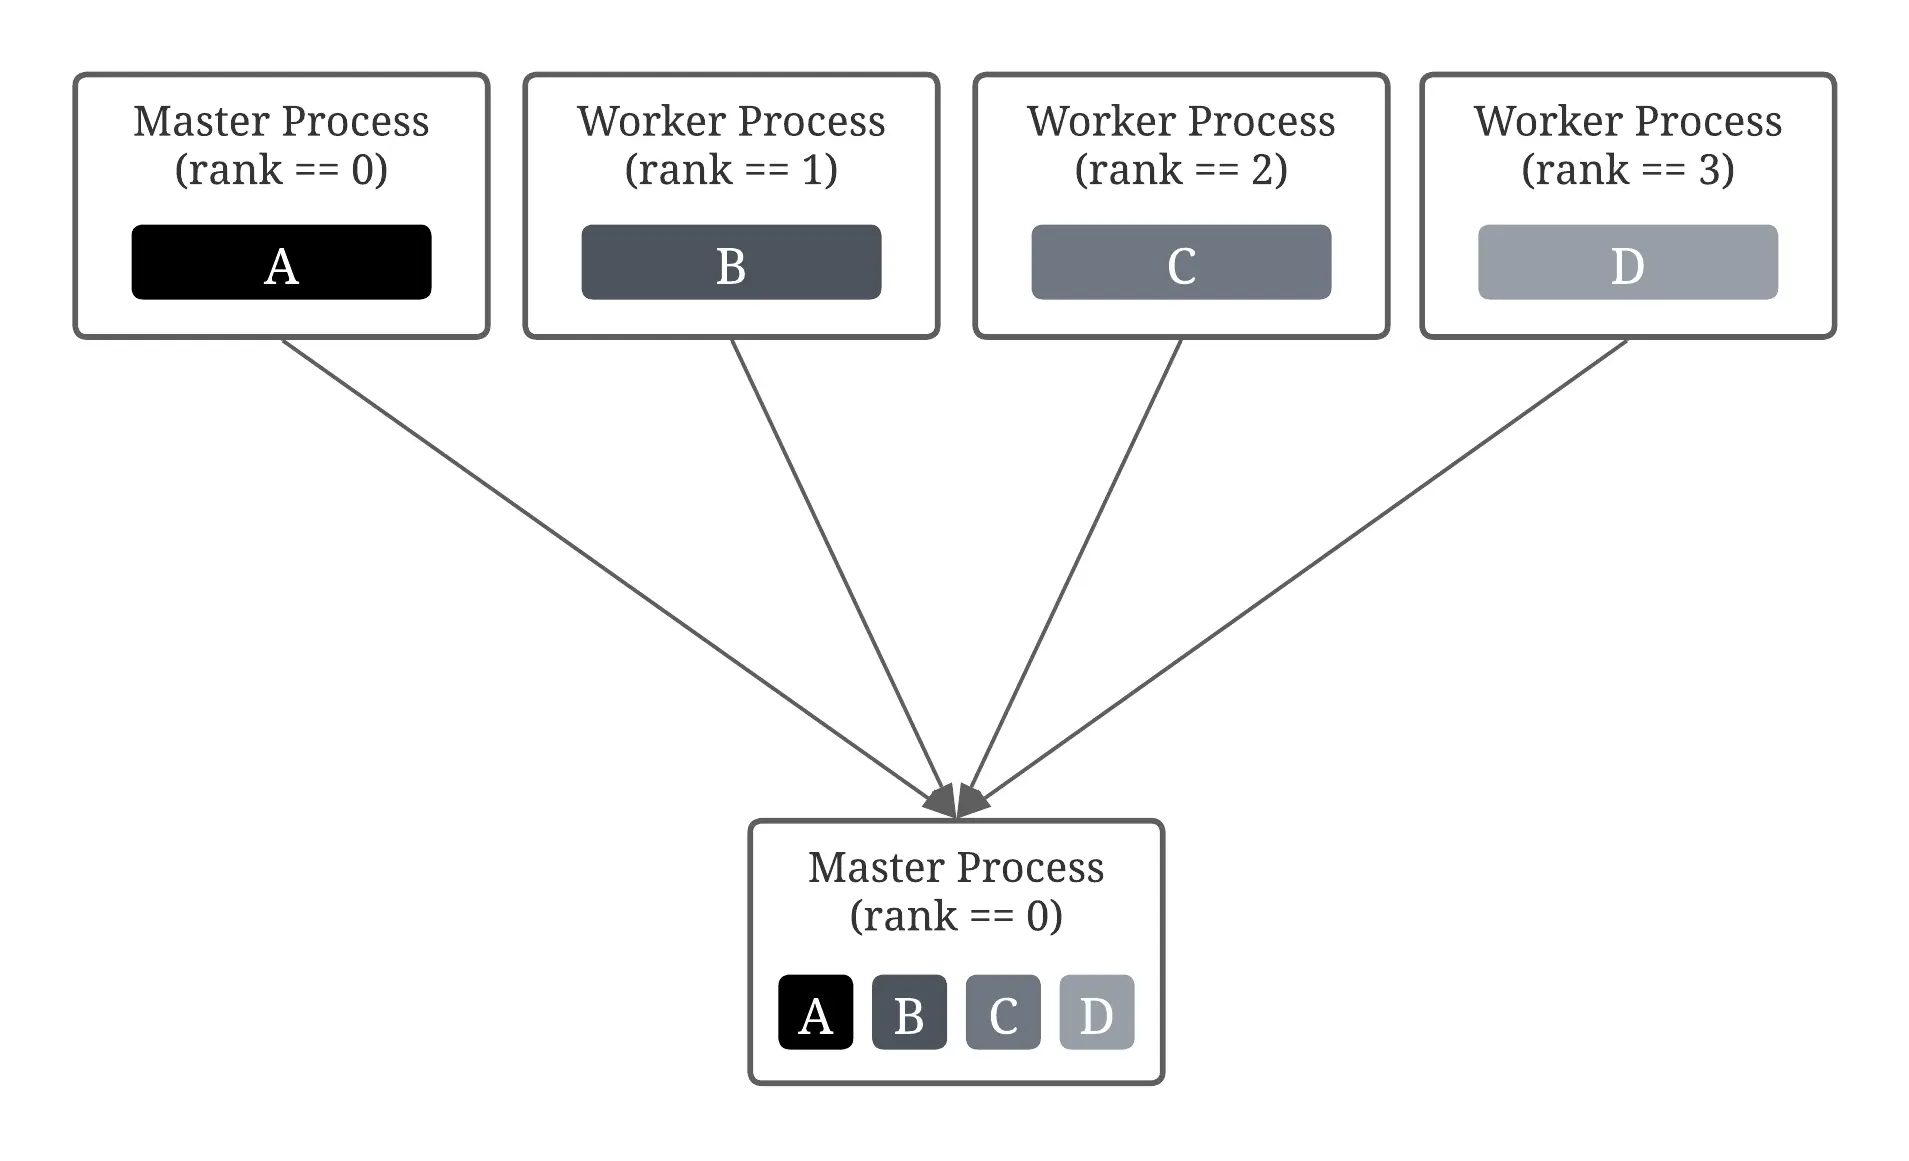 Master Process
(rank == 0)
A
Worker Process
(rank == 1)
B
Worker Process
(rank == 2)
C
Worker Process
(rank == 3)
D
Master Process
(rank == 0)
A B C D